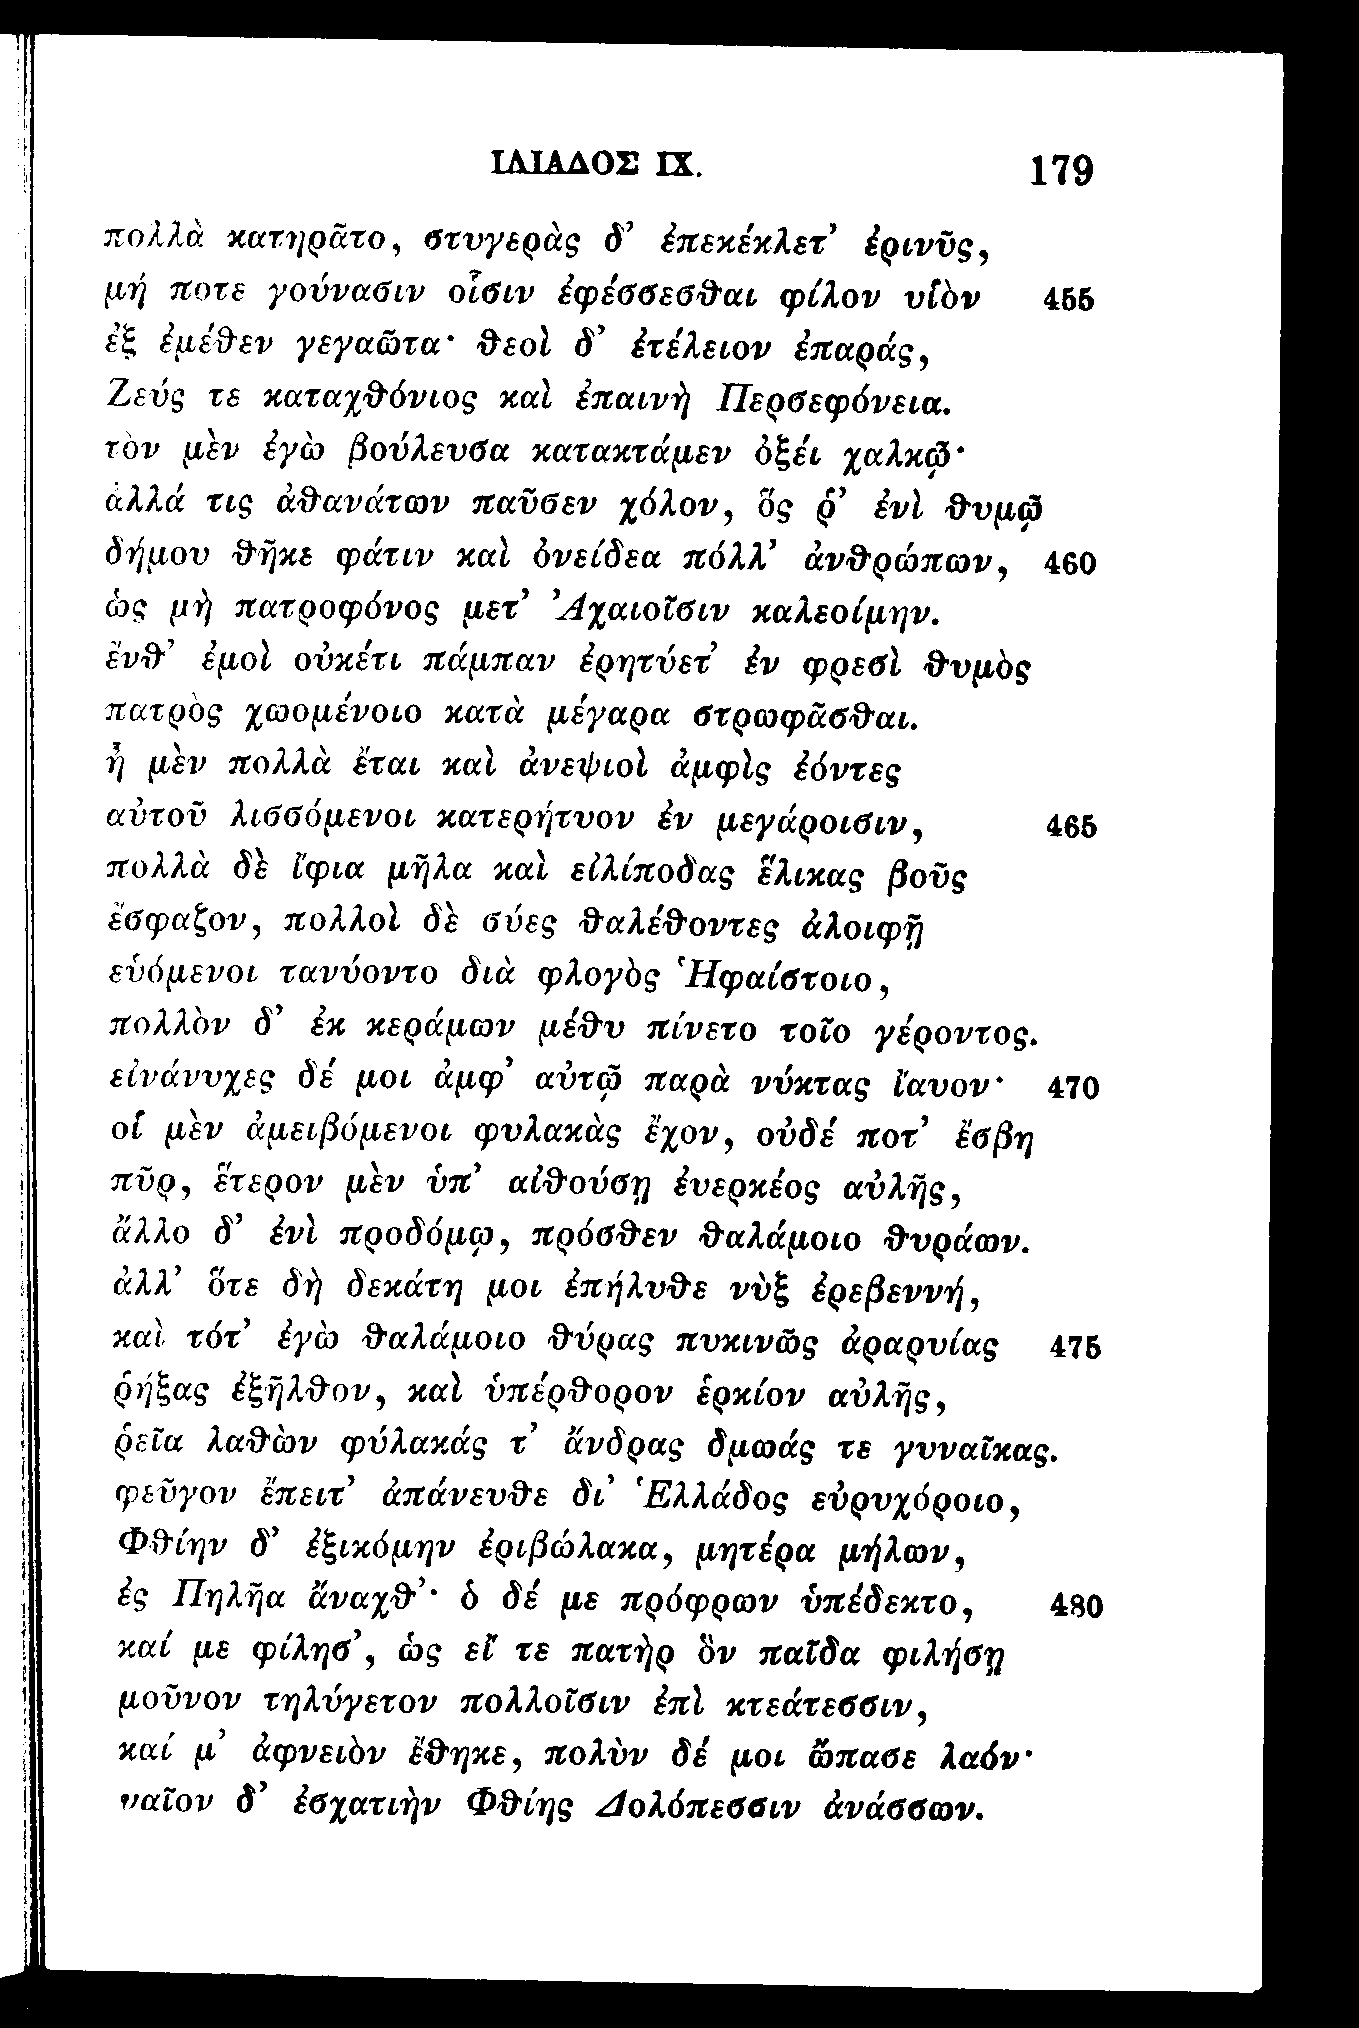 ΙΛΙΑΔΟΣ IX. 179
πολλὰ κατηρᾶτο, στυγερὰς δ’ ἐπεκέκλετ’ ἐρινῦς,
μή ποτε γούνασιν οἷσιν ἐφέσσεσθαι φίλον υἱὸν 455
ἐξ ἐμέθεν γεγαῶτα· θεοὶ δ’ ἐτέλειον ἐπαράς,
Ζεύς τε καταχθόνιος καὶ ἐπαινὴ Περσεφόνεια.
τὸν μὲν ἐγὼ βούλευσα κατακτάμεν ὀξέι χαλκῷ·
ἀλλά τις ἀθανάτων παῦσεν χόλον, ὅς ῥ’ ἐνὶ θυμῷ
δήμου θῆκε φάτιν καὶ ὀνείδεα πόλλ’ ἀνθρώπων, 460
ὡς μὴ πατροφόνος μετ’ Ἀχαιοῖσιν καλεοίμην.
ἔνθ’ ἐμοὶ οὐκέτι πάμπαν ἐρητύετ’ ἐν φρεσὶ θυμὸς
πατρὸς χωομένοιο κατὰ μέγαρα στρωφᾶσθαι.
ἦ μὲν πολλὰ ἔται καὶ ἀνεψιοὶ ἀμφὶς ἐόντες
αὐτοῦ λισσόμενοι κατερήτυον ἐν μεγάροισιν, 465
πολλὰ δὲ ἴφια μῆλα καὶ εἰλίποδας ἕλικας βοῦς
ἔσφαζον, πολλοὶ δὲ σύες θαλέθοντες ἀλοιφῇ
εὑόμενοι τανύοντο διὰ φλογὸς Ἡφαίστοιο,
πολλὸν δ’ ἐκ κεράμων μέθυ πίνετο τοῖο γέροντος.
εἰνάνυχες δέ μοι ἀμφ’ αὐτῷ παρὰ νύκτας ἴαυον· 470
οἱ μὲν ἀμειβόμενοι φυλακὰς ἔχον, οὐδέ ποτ’ ἔσβη
πῦρ, ἕτερον μὲν ὑπ’ αἰθούσῃ ἐυερκέος αὐλῆς,
ἄλλο δ’ ἐνὶ προδόμῳ, πρόσθεν θαλάμοιο θυράων.
ἀλλ’ ὅτε δὴ δεκάτη μοι ἐπήλυθε νὺξ ἐρεβεννή,
καὶ τότ’ ἐγὼ θαλάμοιο θύρας πυκινῶς ἀραρυίας 475
ῥήξας ἐξῆλθον, καὶ ὑπέρθορον ἑρκίον αὐλῆς,
ῥεῖα λαθὼν φύλακάς τ’ ἄνδρας δμωάς τε γυναῖκας.
φεῦγον ἔπειτ’ ἀπάνευθε δι’ Ἑλλάδος εὐρυχόροιο,
Φθίην δ’ ἐξικόμην ἐριβώλακα, μητέρα μήλων,
ἐς Πηλῆα ἄναχθ’· ὁ δέ με πρόφρων ὑπέδεκτο, 480
καί με φίλησ’, ὡς εἴ τε πατὴρ ὃν παῖδα φιλήσῃ
μοῦνον τηλύγετον πολλοῖσιν ἐπὶ κτεάτεσσιν,
καί μ’ ἀφνειὸν ἔθηκε, πολὺν δέ μοι ὤπασε λαόν·
ναῖον δ’ ἐσχατιὴν Φθίης Δολόπεσσιν ἀνάσσων.